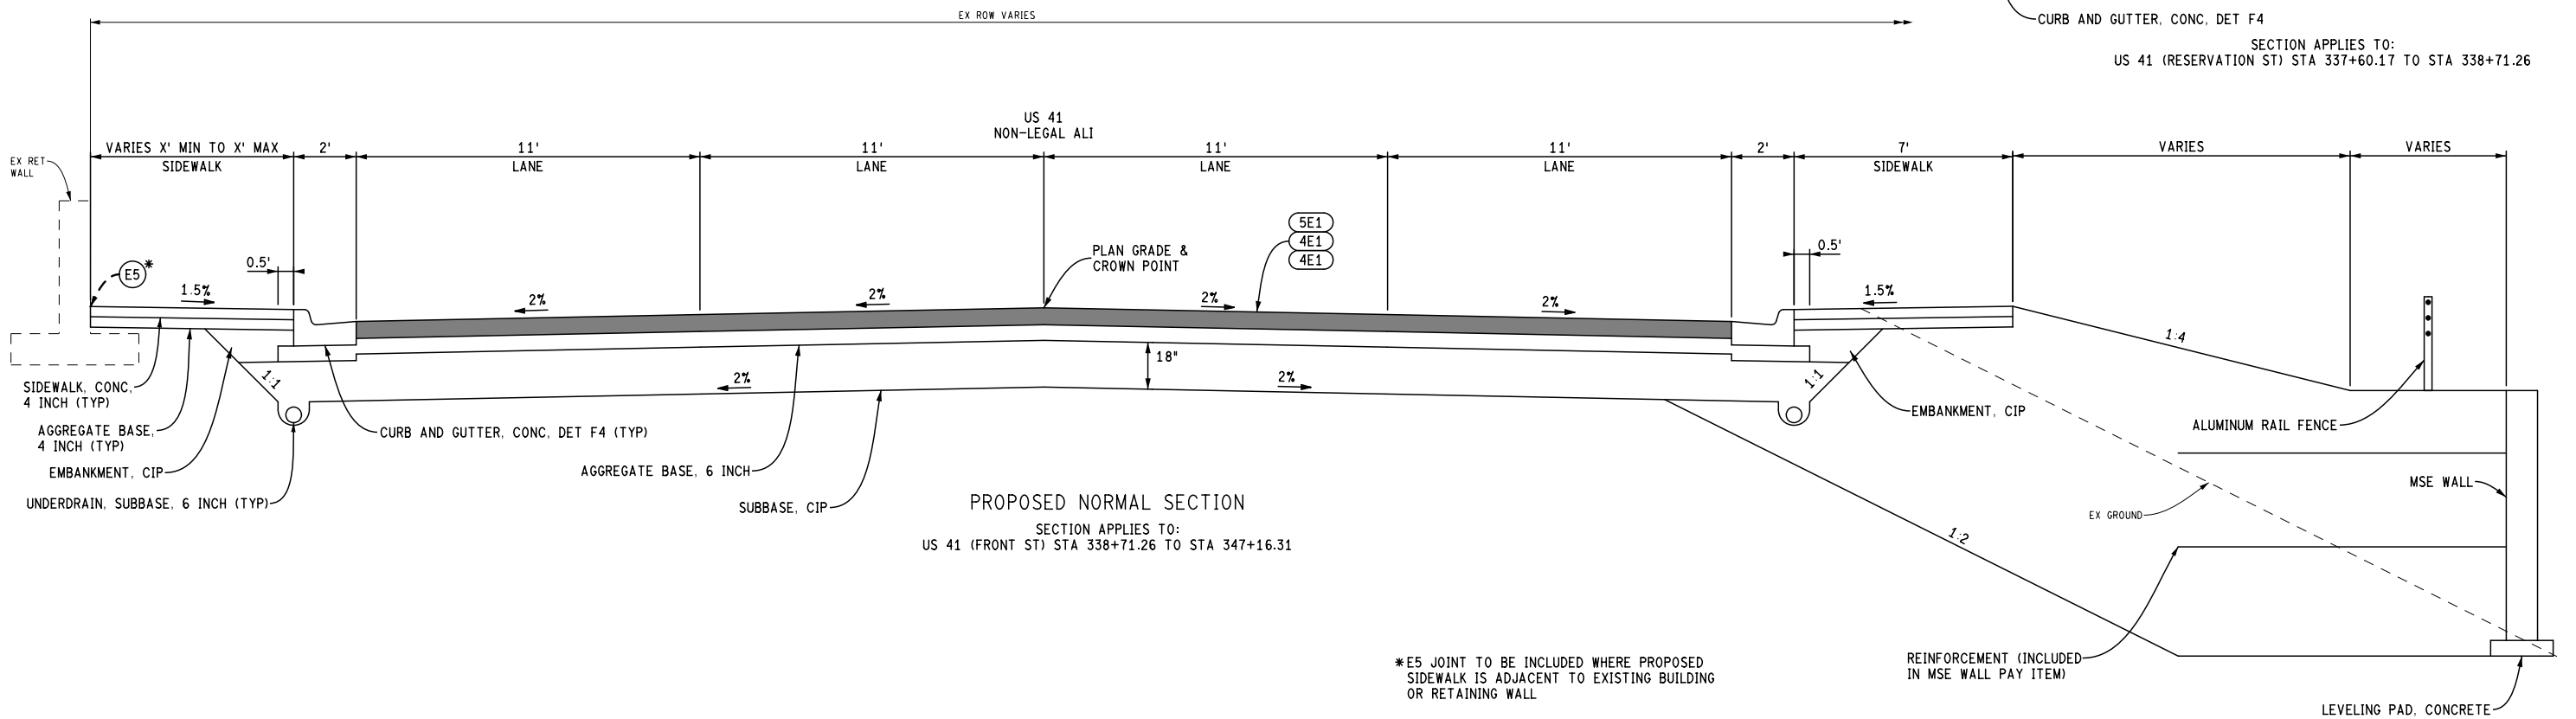 EX ROW VARIES
CURB AND GUTTER, CONC, DET F4
SECTION APPLIES TO:
US 41 (RESERVATION ST) STA 337+60.17 TO STA 338+71.26
US 41
NON-LEGAL ALI
EX RET
WALL
VARIES X' MIN TO X' MAX
SIDEWALK
2'
11'
LANE
11'
LANE
11'
LANE
11'
LANE
2'
7'
SIDEWALK
VARIES
VARIES
E5*
0.5'
1.5%
2%
2%
PLAN GRADE &
CROWN POINT
5E1
4E1
4E1
2%
2%
0.5'
1.5%
1:4
1:1
2%
18"
2%
1:1
SIDEWALK, CONC,
4 INCH (TYP)
AGGREGATE BASE,
4 INCH (TYP)
EMBANKMENT, CIP
UNDERDRAIN, SUBBASE, 6 INCH (TYP)
CURB AND GUTTER, CONC, DET F4 (TYP)
AGGREGATE BASE, 6 INCH
SUBBASE, CIP
EMBANKMENT, CIP
ALUMINUM RAIL FENCE
MSE WALL
EX GROUND
1:2
PROPOSED NORMAL SECTION
SECTION APPLIES TO:
US 41 (FRONT ST) STA 338+71.26 TO STA 347+16.31
*E5 JOINT TO BE INCLUDED WHERE PROPOSED
SIDEWALK IS ADJACENT TO EXISTING BUILDING
OR RETAINING WALL
REINFORCEMENT (INCLUDED
IN MSE WALL PAY ITEM)
LEVELING PAD, CONCRETE